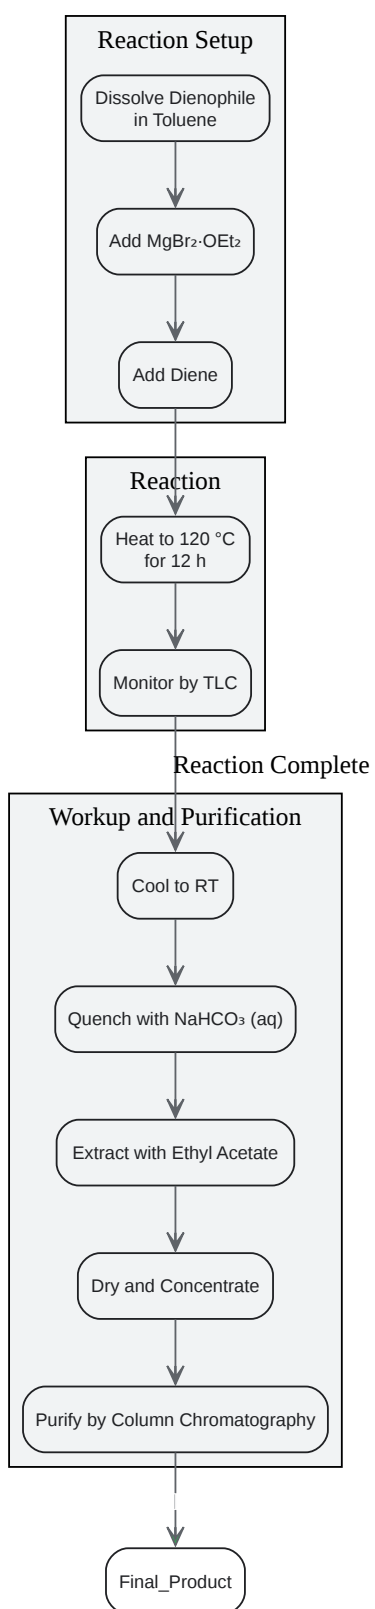 Reaction Setup
Dissolve Dienophile
in Toluene
Add MgBr₂·OEt₂
Add Diene
Reaction
Heat to 120 °C
for 12 h
Monitor by TLC
Reaction Complete
Workup and Purification
Cool to RT
Quench with NaHCO₃ (aq)
Extract with Ethyl Acetate
Dry and Concentrate
Purify by Column Chromatography
Final_Product